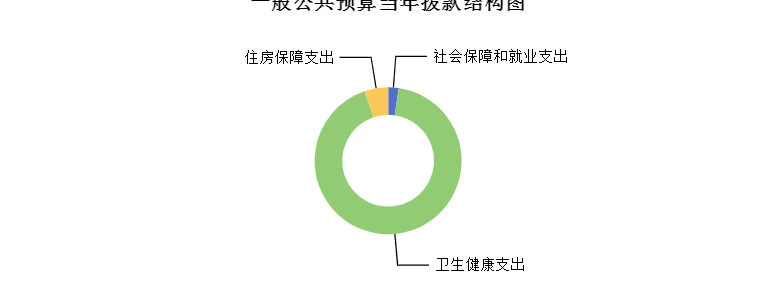 一般公共预算当年拨款结构图
住房保障支出
社会保障和就业支出
卫生健康支出